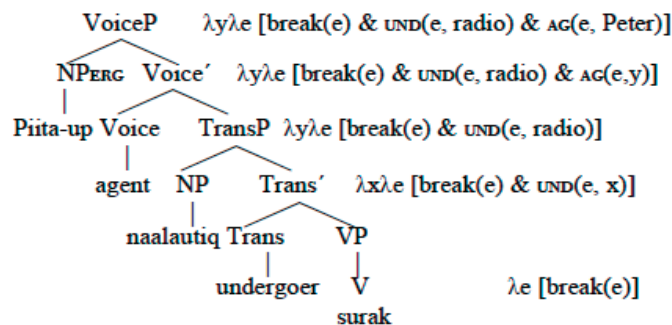 VoiceP λyλe [break(e) & UND(e, radio) & AG(e, Peter)]
NPERG Voice´ λyλe [break(e) & UND(e, radio) & AG(e,y)]
Piita-up Voice TransP λyλe [break(e) & UND(e, radio)]
agent NP Trans´ λxλe [break(e) & UND(e, x)]
naalautiq Trans VP
undergoer V λe [break(e)]
surak